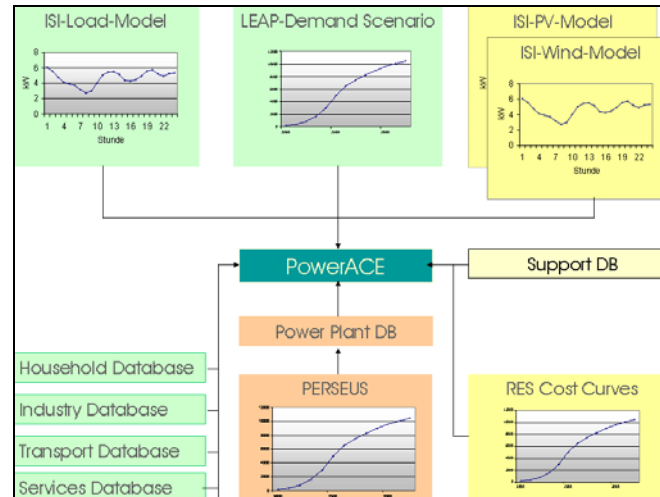 ISI-Load-Model
LEAP-Demand Scenario
ISI-PV-Model
ISI-Wind-Model
kW
8
6
4
2
0
1 4 7 10 13 16 19 22
Stunde
kW
8
6
4
2
0
1 4 7 10 13 16 19 22
Stunde
PowerACE
Support DB
Power Plant DB
Household Database
PERSEUS
RES Cost Curves
Industry Database
Transport Database
Services Database